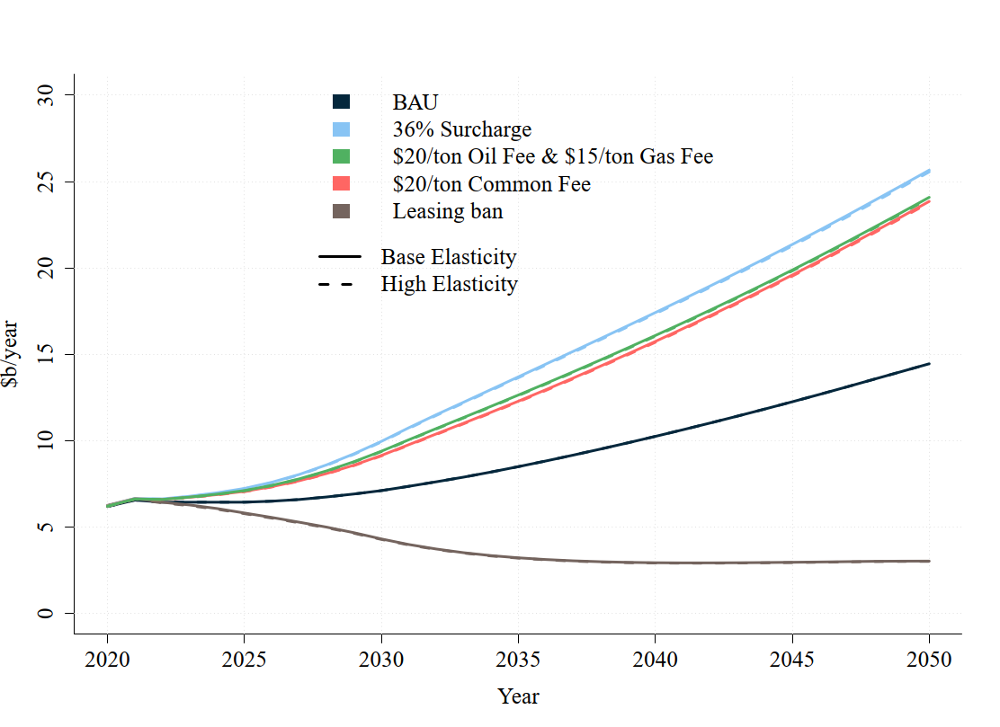 BAU
36% Surcharge
$20/ton Oil Fee & $15/ton Gas Fee
$20/ton Common Fee
Leasing ban
Base Elasticity
High Elasticity
$b/year
30
25
20
15
10
5
0
2020 2025 2030 2035 2040 2045 2050
Year